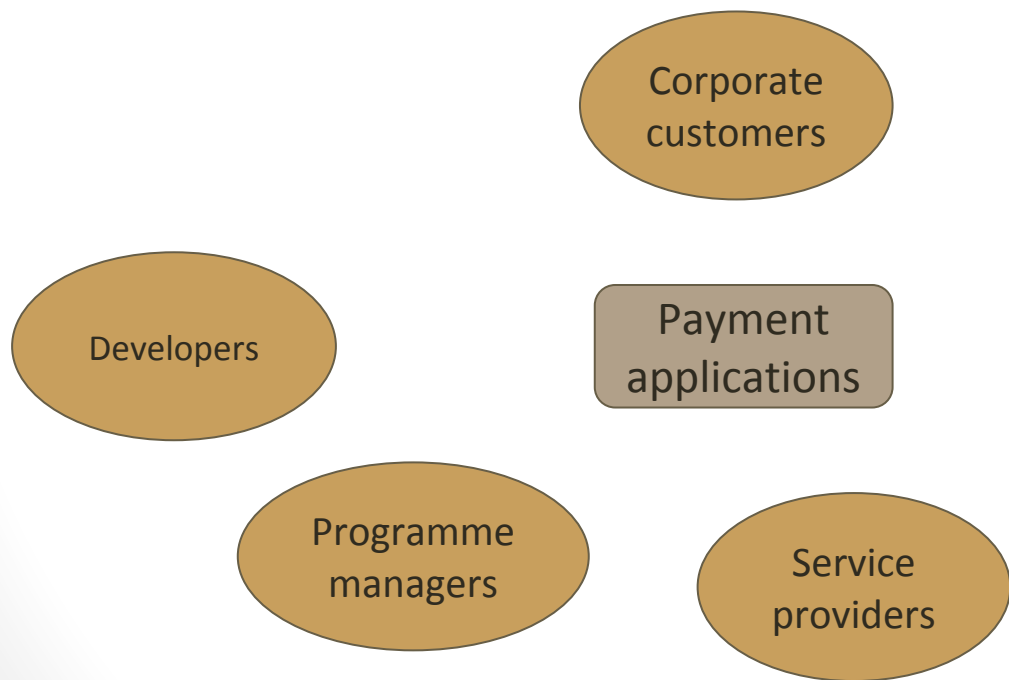 Corporate
customers
Payment
applications
Developers
Programme
managers
Service
providers